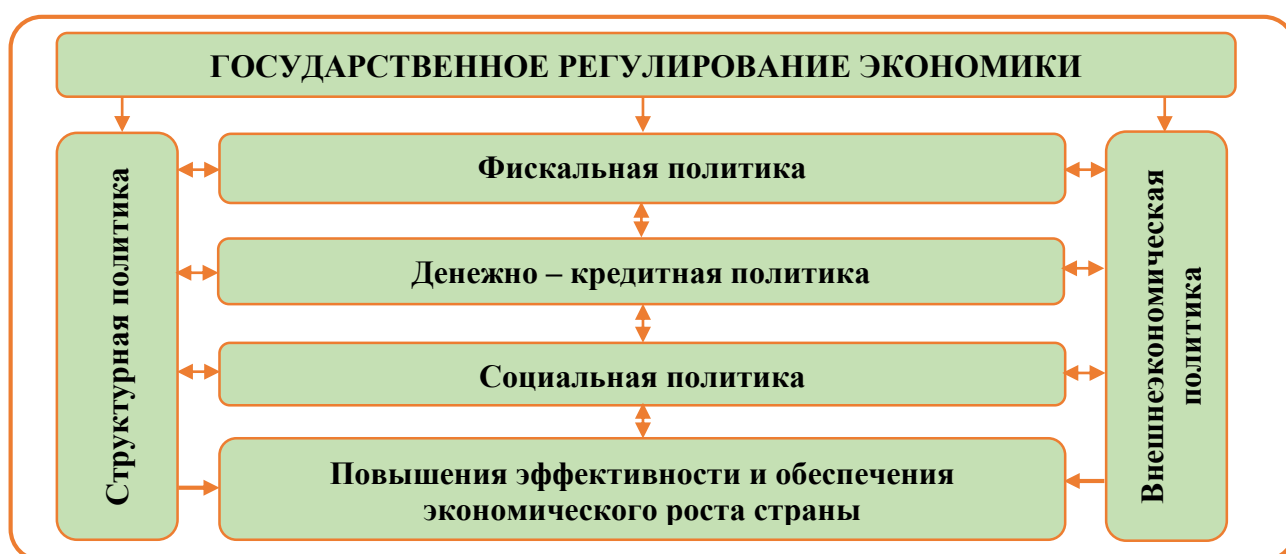 ГОСУДАРСТВЕННОЕ РЕГУЛИРОВАНИЕ ЭКОНОМИКИ
Структурная политика
Фискальная политика
Денежно – кредитная политика
Социальная политика
Повышения эффективности и обеспечения
экономического роста страны
Внешнеэкономическая
политика